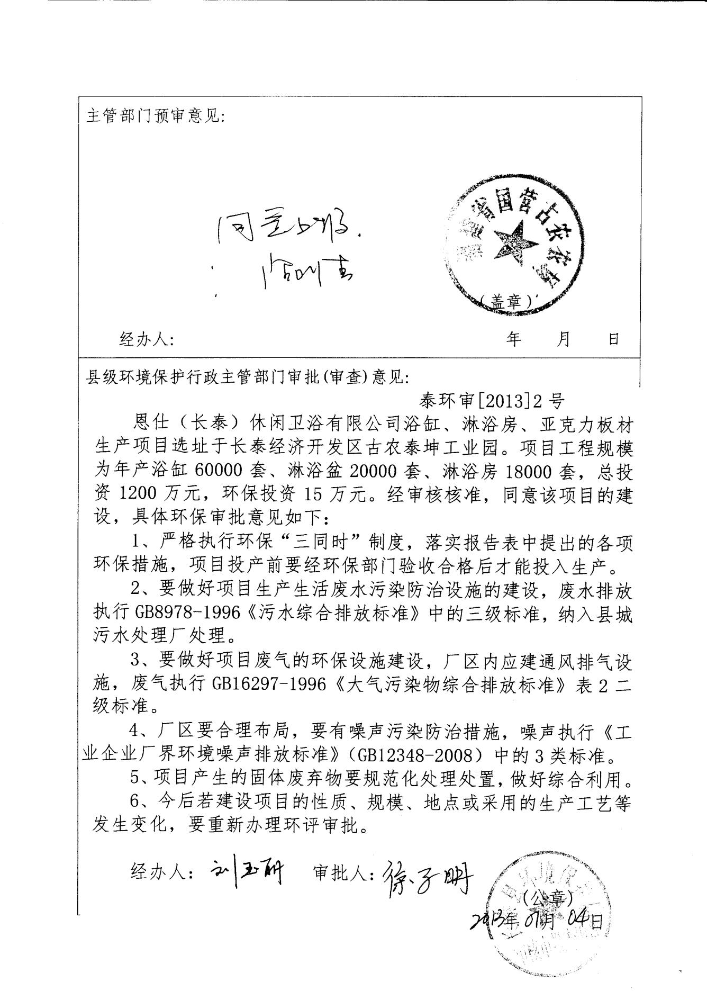 主管部门预审意见:
同意上报.
福建省国营古农农场
(盖章)
经办人:
年 月 日
县级环境保护行政主管部门审批(审查)意见:
泰环审[2013]2号
恩仕（长泰）休闲卫浴有限公司浴缸、淋浴房、亚克力板材
生产项目选址于长泰经济开发区古农泰坤工业园。项目工程规模
为年产浴缸 60000 套、淋浴盆 20000 套、淋浴房 18000 套，总投
资 1200 万元，环保投资 15 万元。经审核核准，同意该项目的建
设，具体环保审批意见如下：
1、严格执行环保“三同时”制度，落实报告表中提出的各项
环保措施，项目投产前要经环保部门验收合格后才能投入生产。
2、要做好项目生产生活废水污染防治设施的建设，废水排放
执行 GB8978-1996《污水综合排放标准》中的三级标准，纳入县城
污水处理厂处理。
3、要做好项目废气的环保设施建设，厂区内应建通风排气设
施，废气执行 GB16297-1996《大气污染物综合排放标准》表 2 二
级标准。
4、厂区要合理布局，要有噪声污染防治措施，噪声执行《工
业企业厂界环境噪声排放标准》（GB12348-2008）中的 3 类标准。
5、项目产生的固体废弃物要规范化处理处置，做好综合利用。
6、今后若建设项目的性质、规模、地点或采用的生产工艺等
发生变化，要重新办理环评审批。
经办人：刘玉研 审批人：徐子明
(公章)
2013年 01月 04日